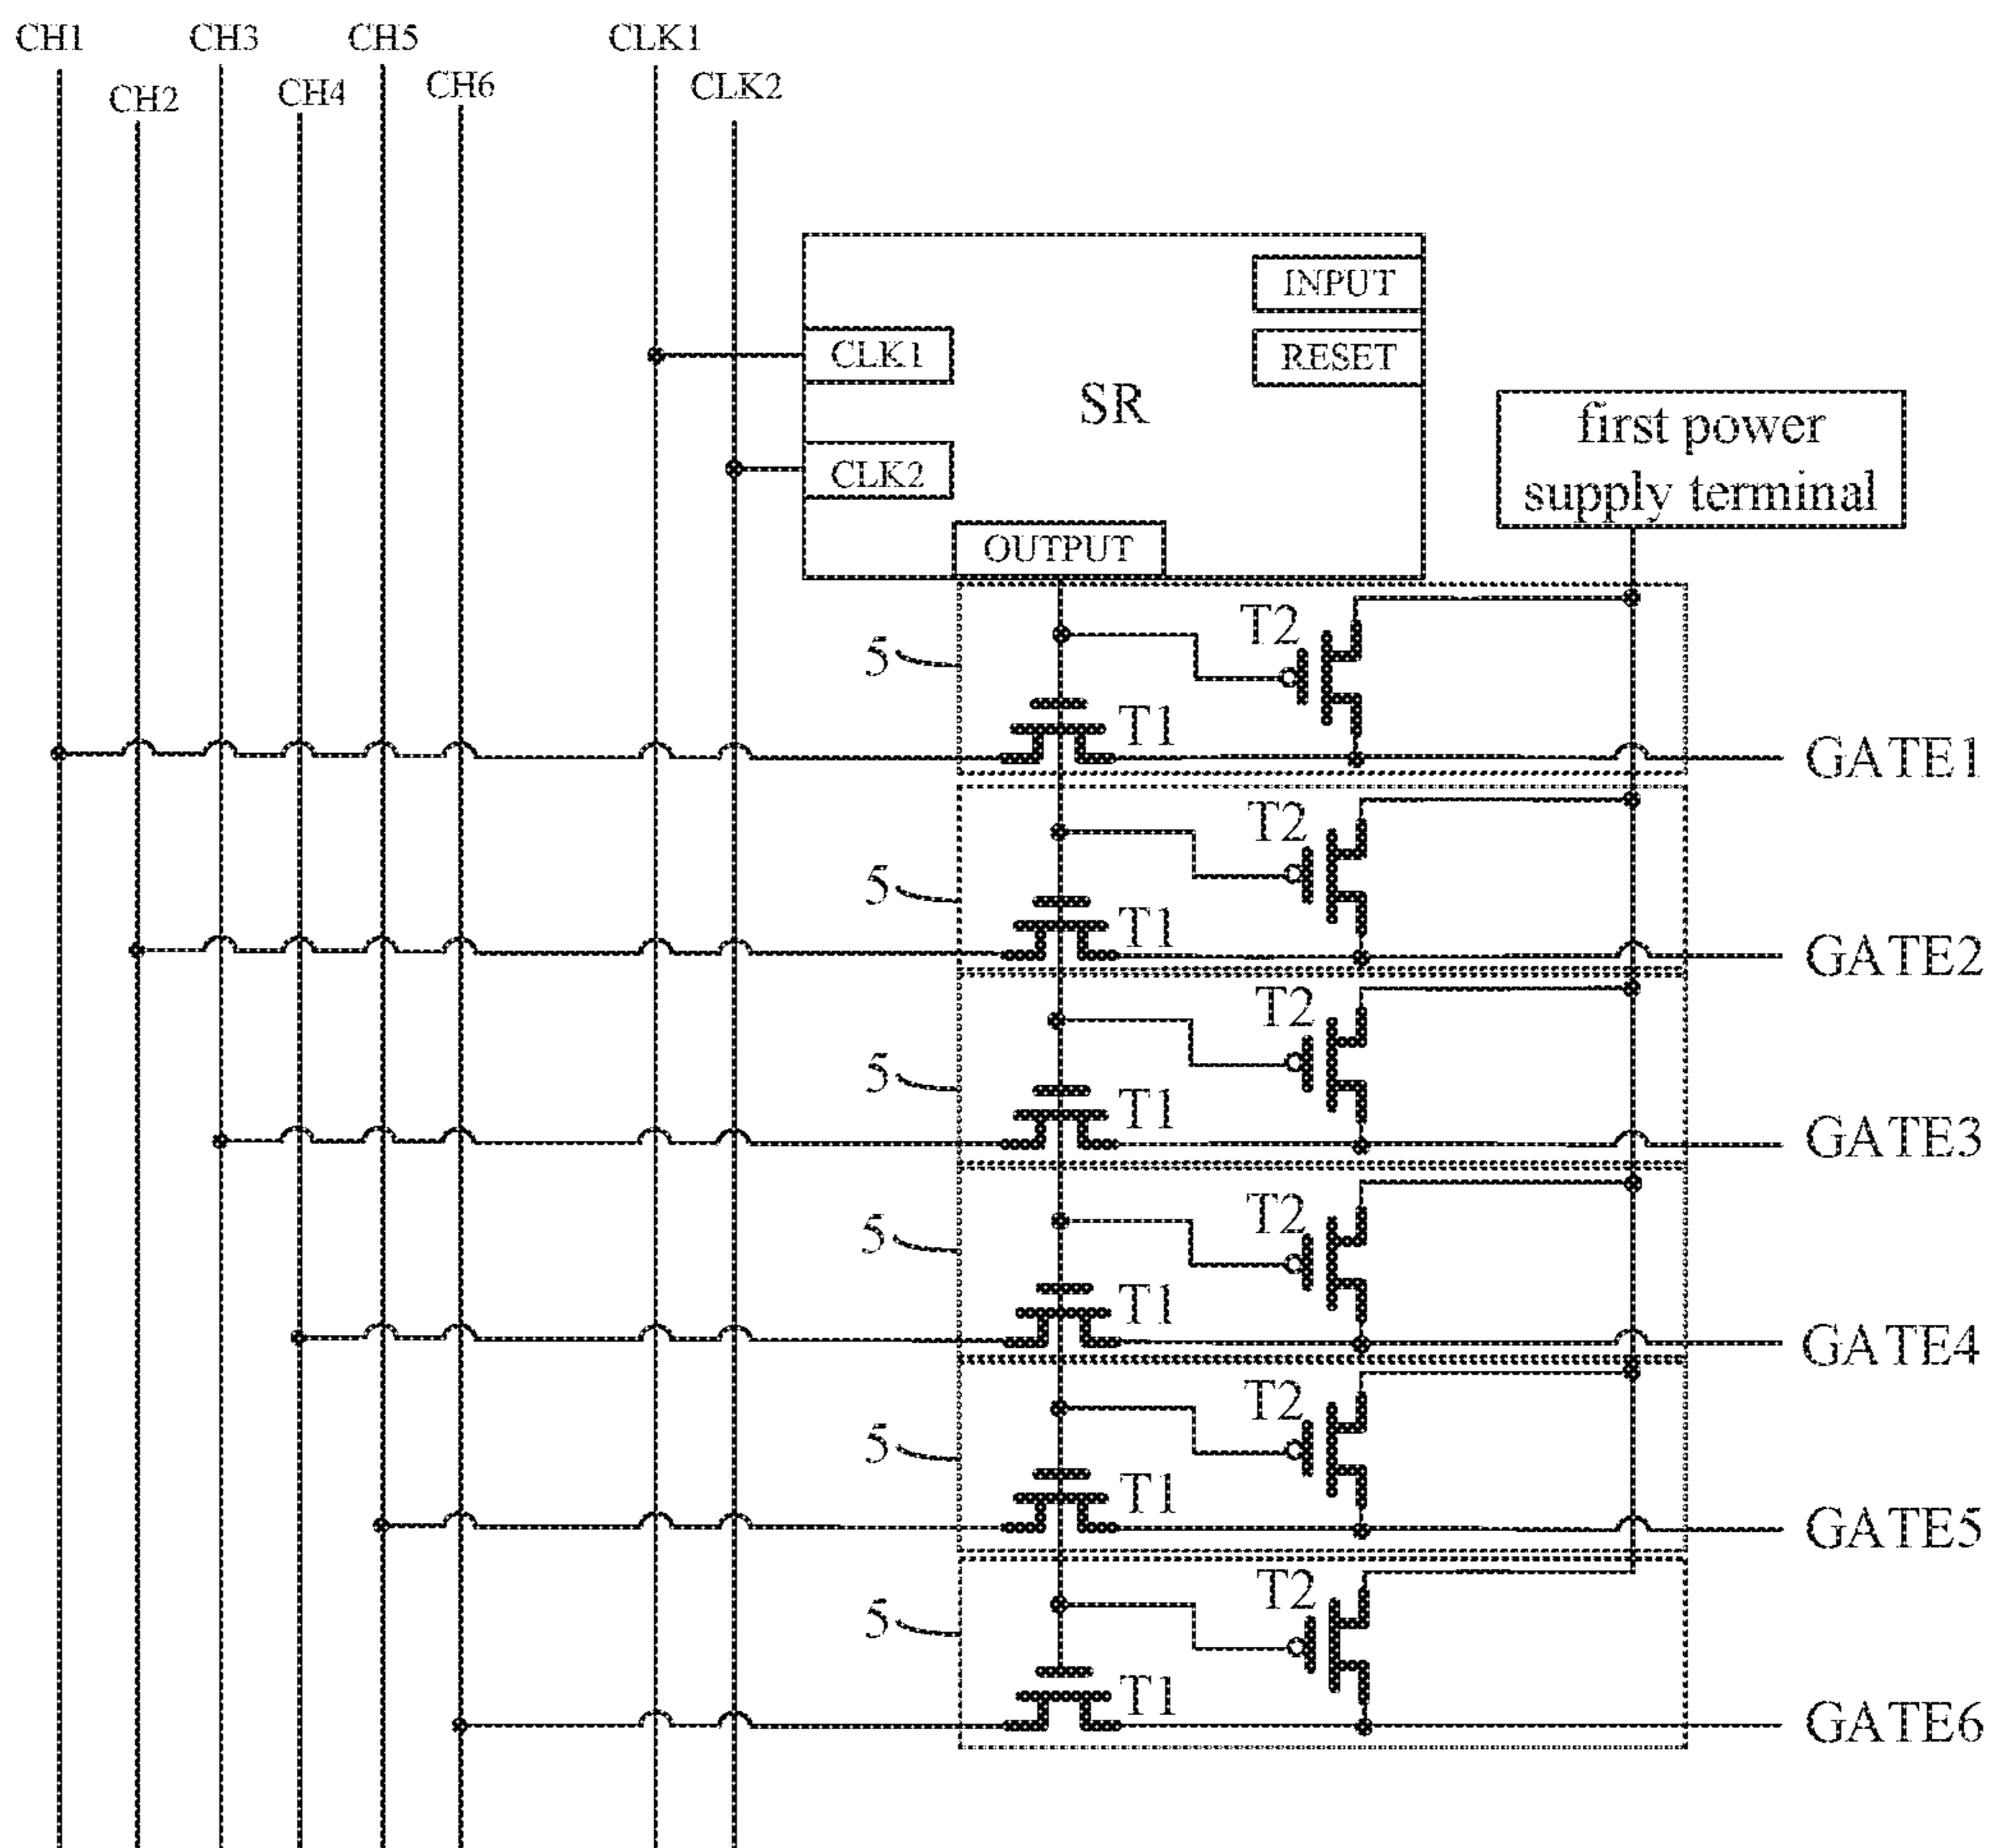 CH1
CH3
CH5
CLK1
CH2
CH4
CH6
CLK2
INPUT
CLK1
RESET
SR
CLK2
first power
supply terminal
OUTPUT
T2
5
T1
GATE1
T2
5
T1
GATE2
T2
5
T1
GATE3
T2
5
T1
GATE4
T2
5
T1
GATE5
T2
5
T1
GATE6